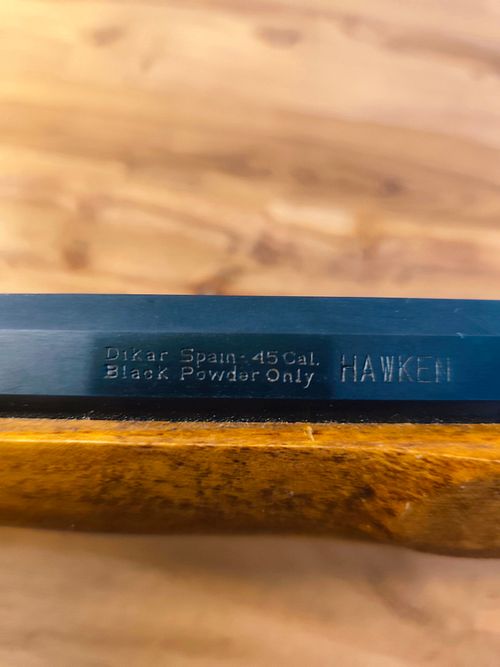 Dikar Spain-.45 Cal.
Black Powder Only
HAWKEN